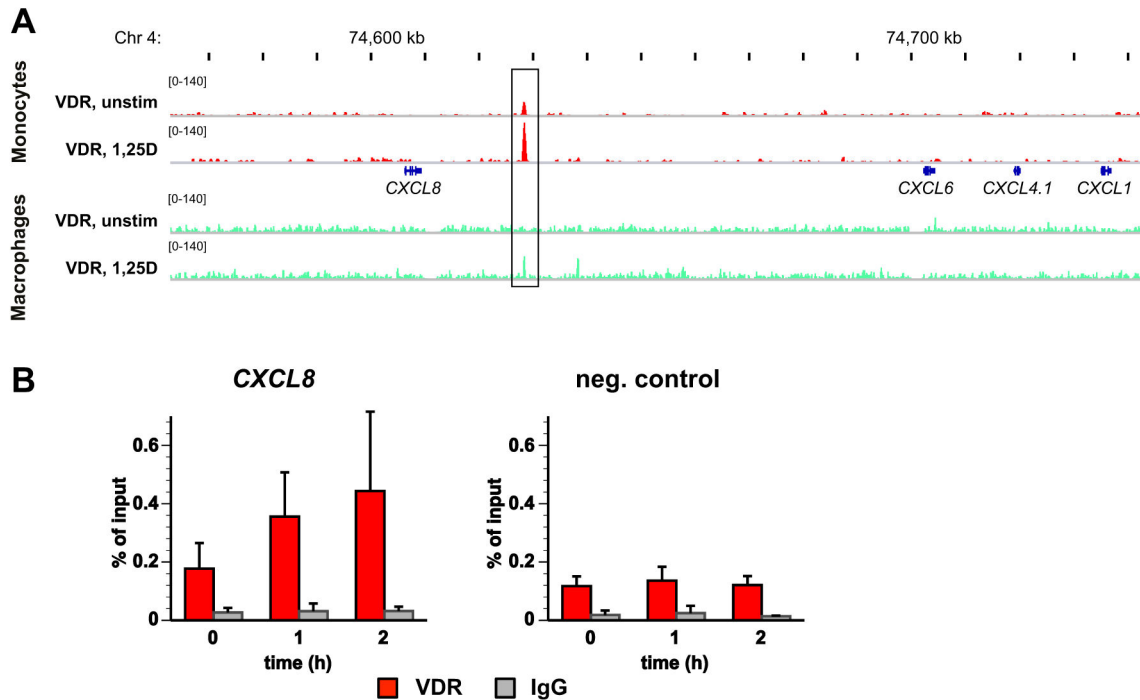 A
Chr 4: 74,600 kb 74,700 kb
Monocytes
[0-140]
VDR, unstim
[0-140]
VDR, 1,25D
CXCL8 CXCL6 CXCL4.1 CXCL1
Macrophages
[0-140]
VDR, unstim
[0-140]
VDR, 1,25D
B
CXCL8 neg. control
% of input
0.6
0.4
0.2
0
0 1 2
time (h)
% of input
0.6
0.4
0.2
0
0 1 2
time (h)
VDR IgG